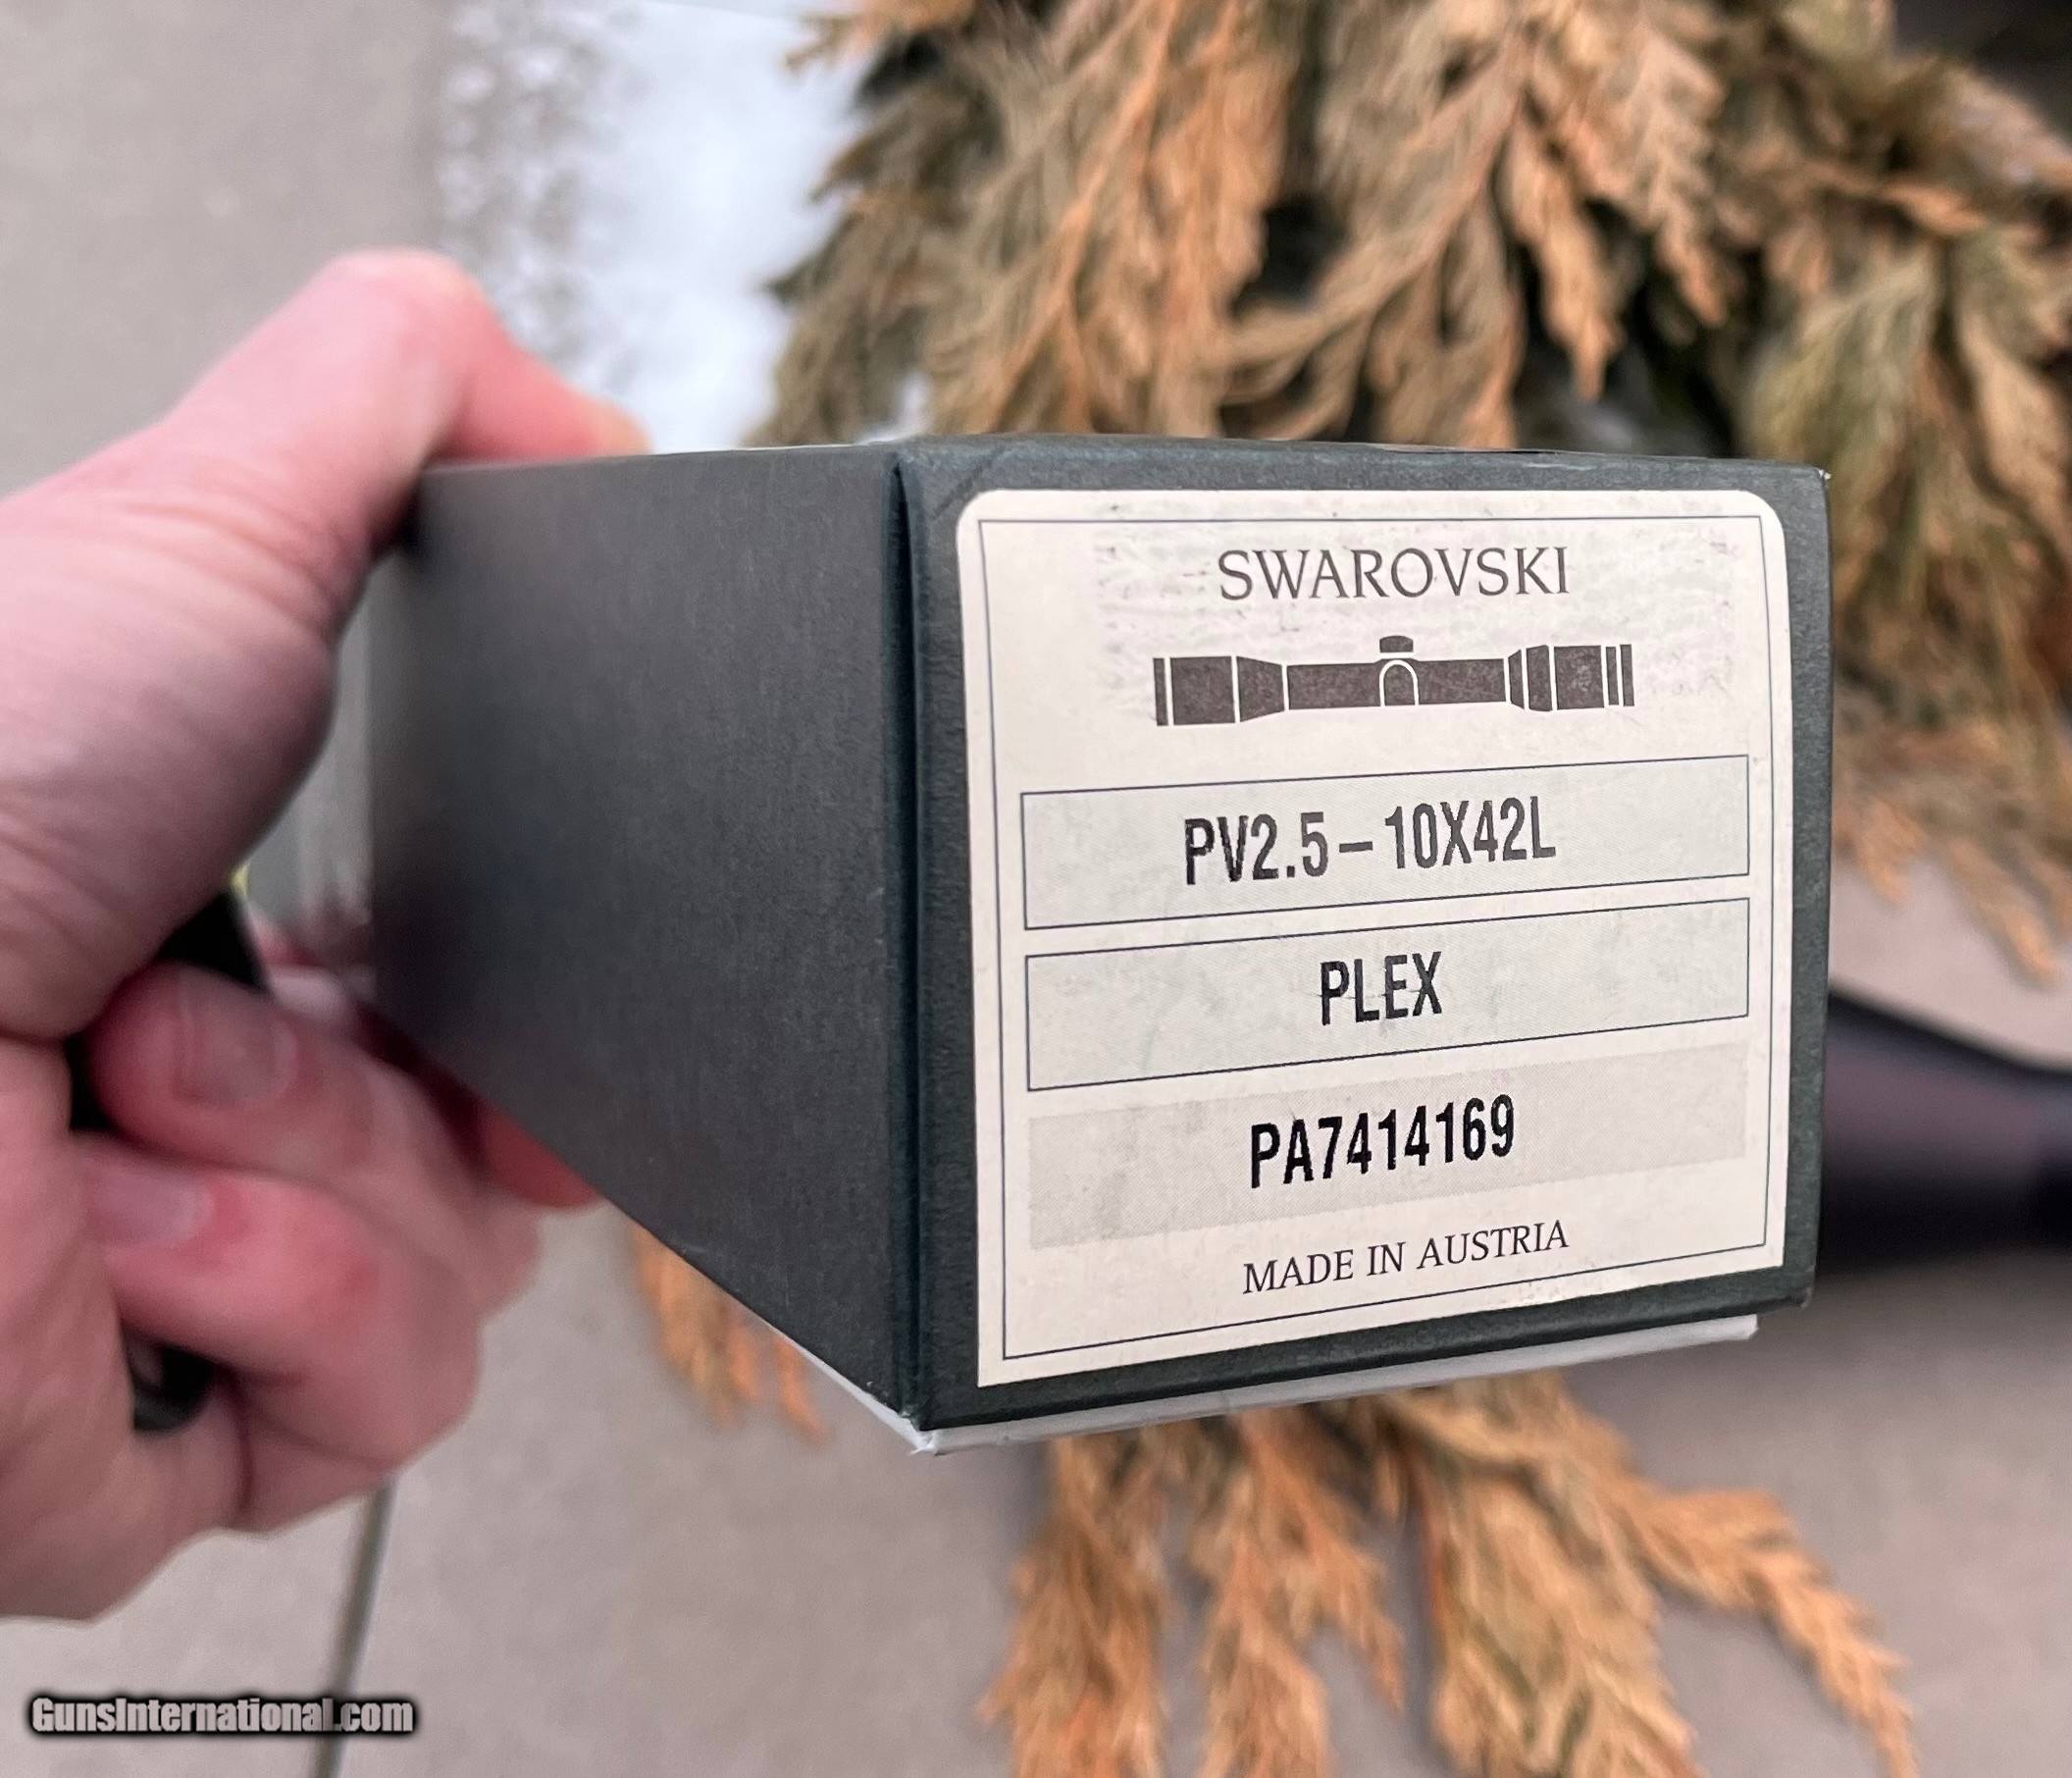 SWAROVSKI
PV2.5-10X42L
PLEX
PA7414169
MADE IN AUSTRIA
GunsInternational.com